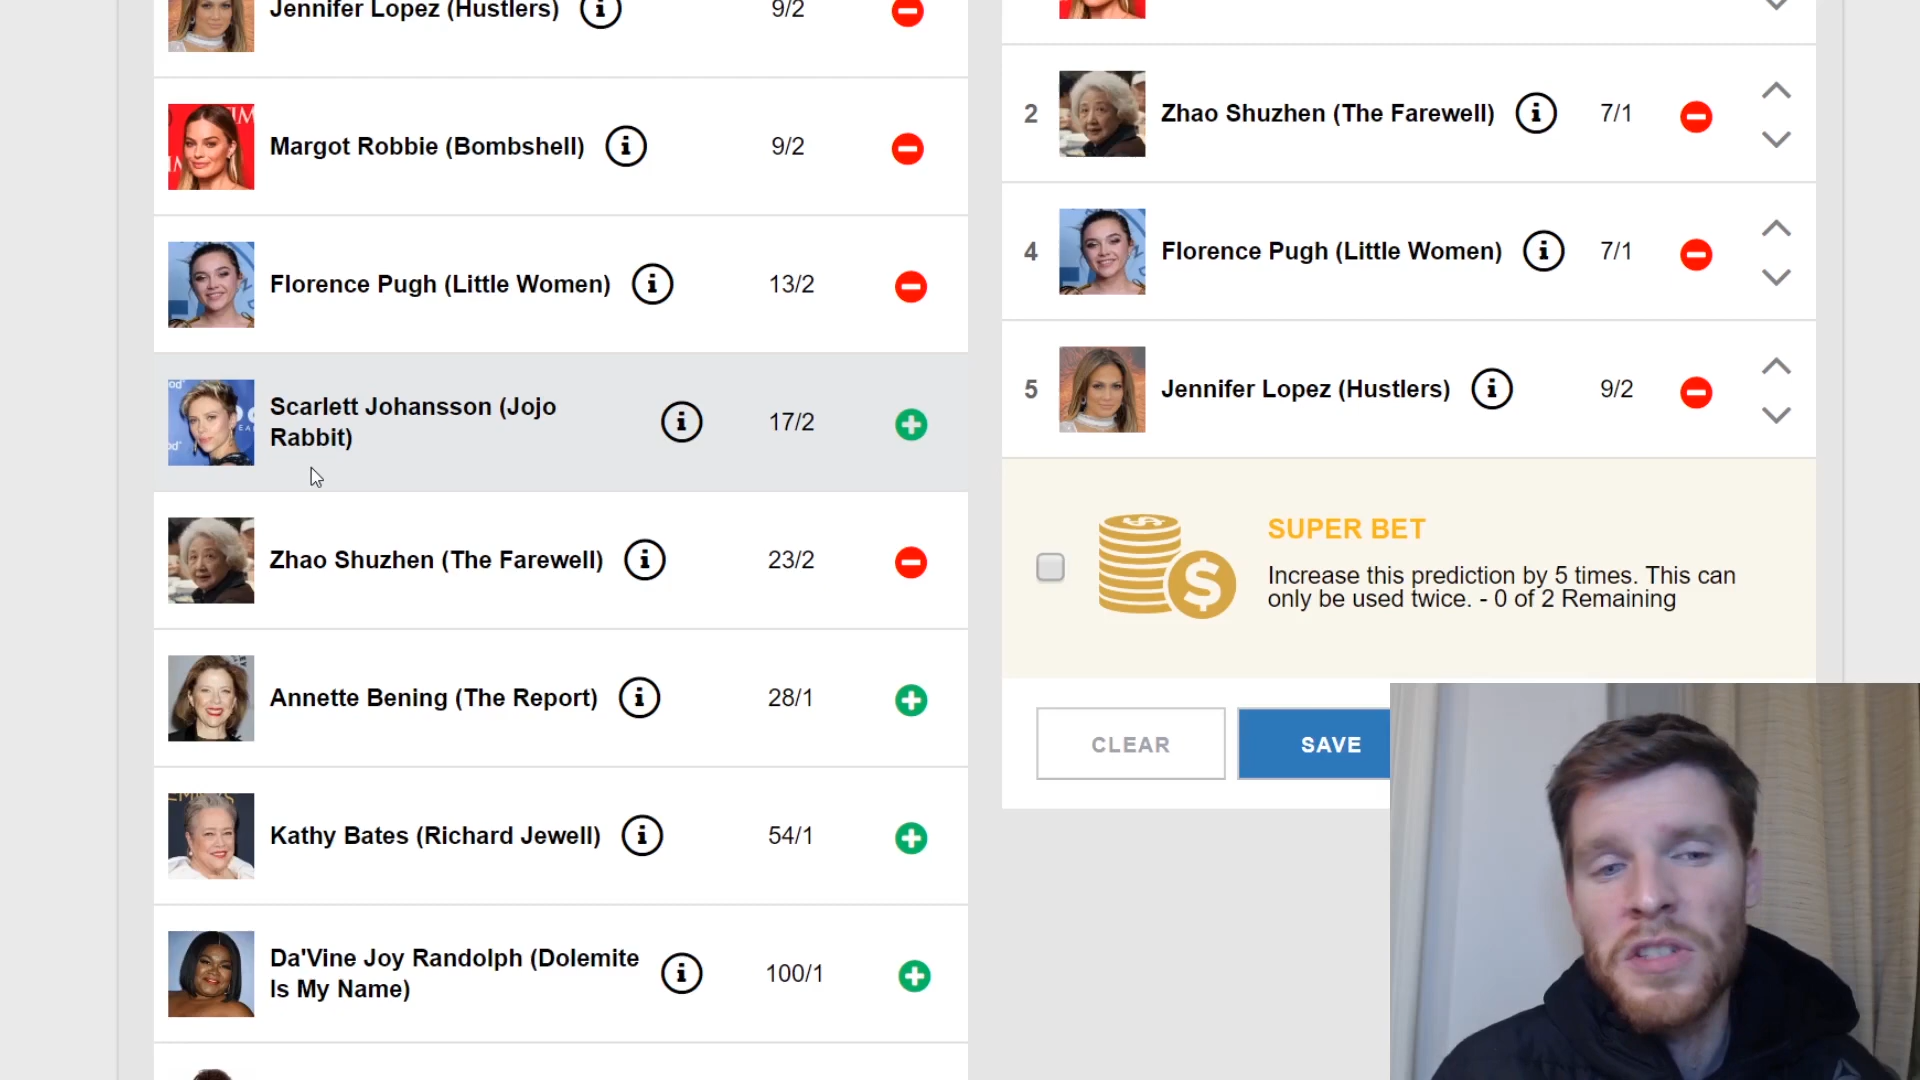 Jennifer Lopez (Hustlers) i 9/2
Margot Robbie (Bombshell) i 9/2
Florence Pugh (Little Women) i 13/2
Scarlett Johansson (Jojo
Rabbit) i 17/2
Zhao Shuzhen (The Farewell) i 23/2
Annette Bening (The Report) i 28/1
Kathy Bates (Richard Jewell) i 54/1
Da'Vine Joy Randolph (Dolemite
Is My Name) i 100/1
2 Zhao Shuzhen (The Farewell) i 7/1
4 Florence Pugh (Little Women) i 7/1
5 Jennifer Lopez (Hustlers) i 9/2
SUPER BET
Increase this prediction by 5 times. This can
only be used twice. - 0 of 2 Remaining
CLEAR SAVE